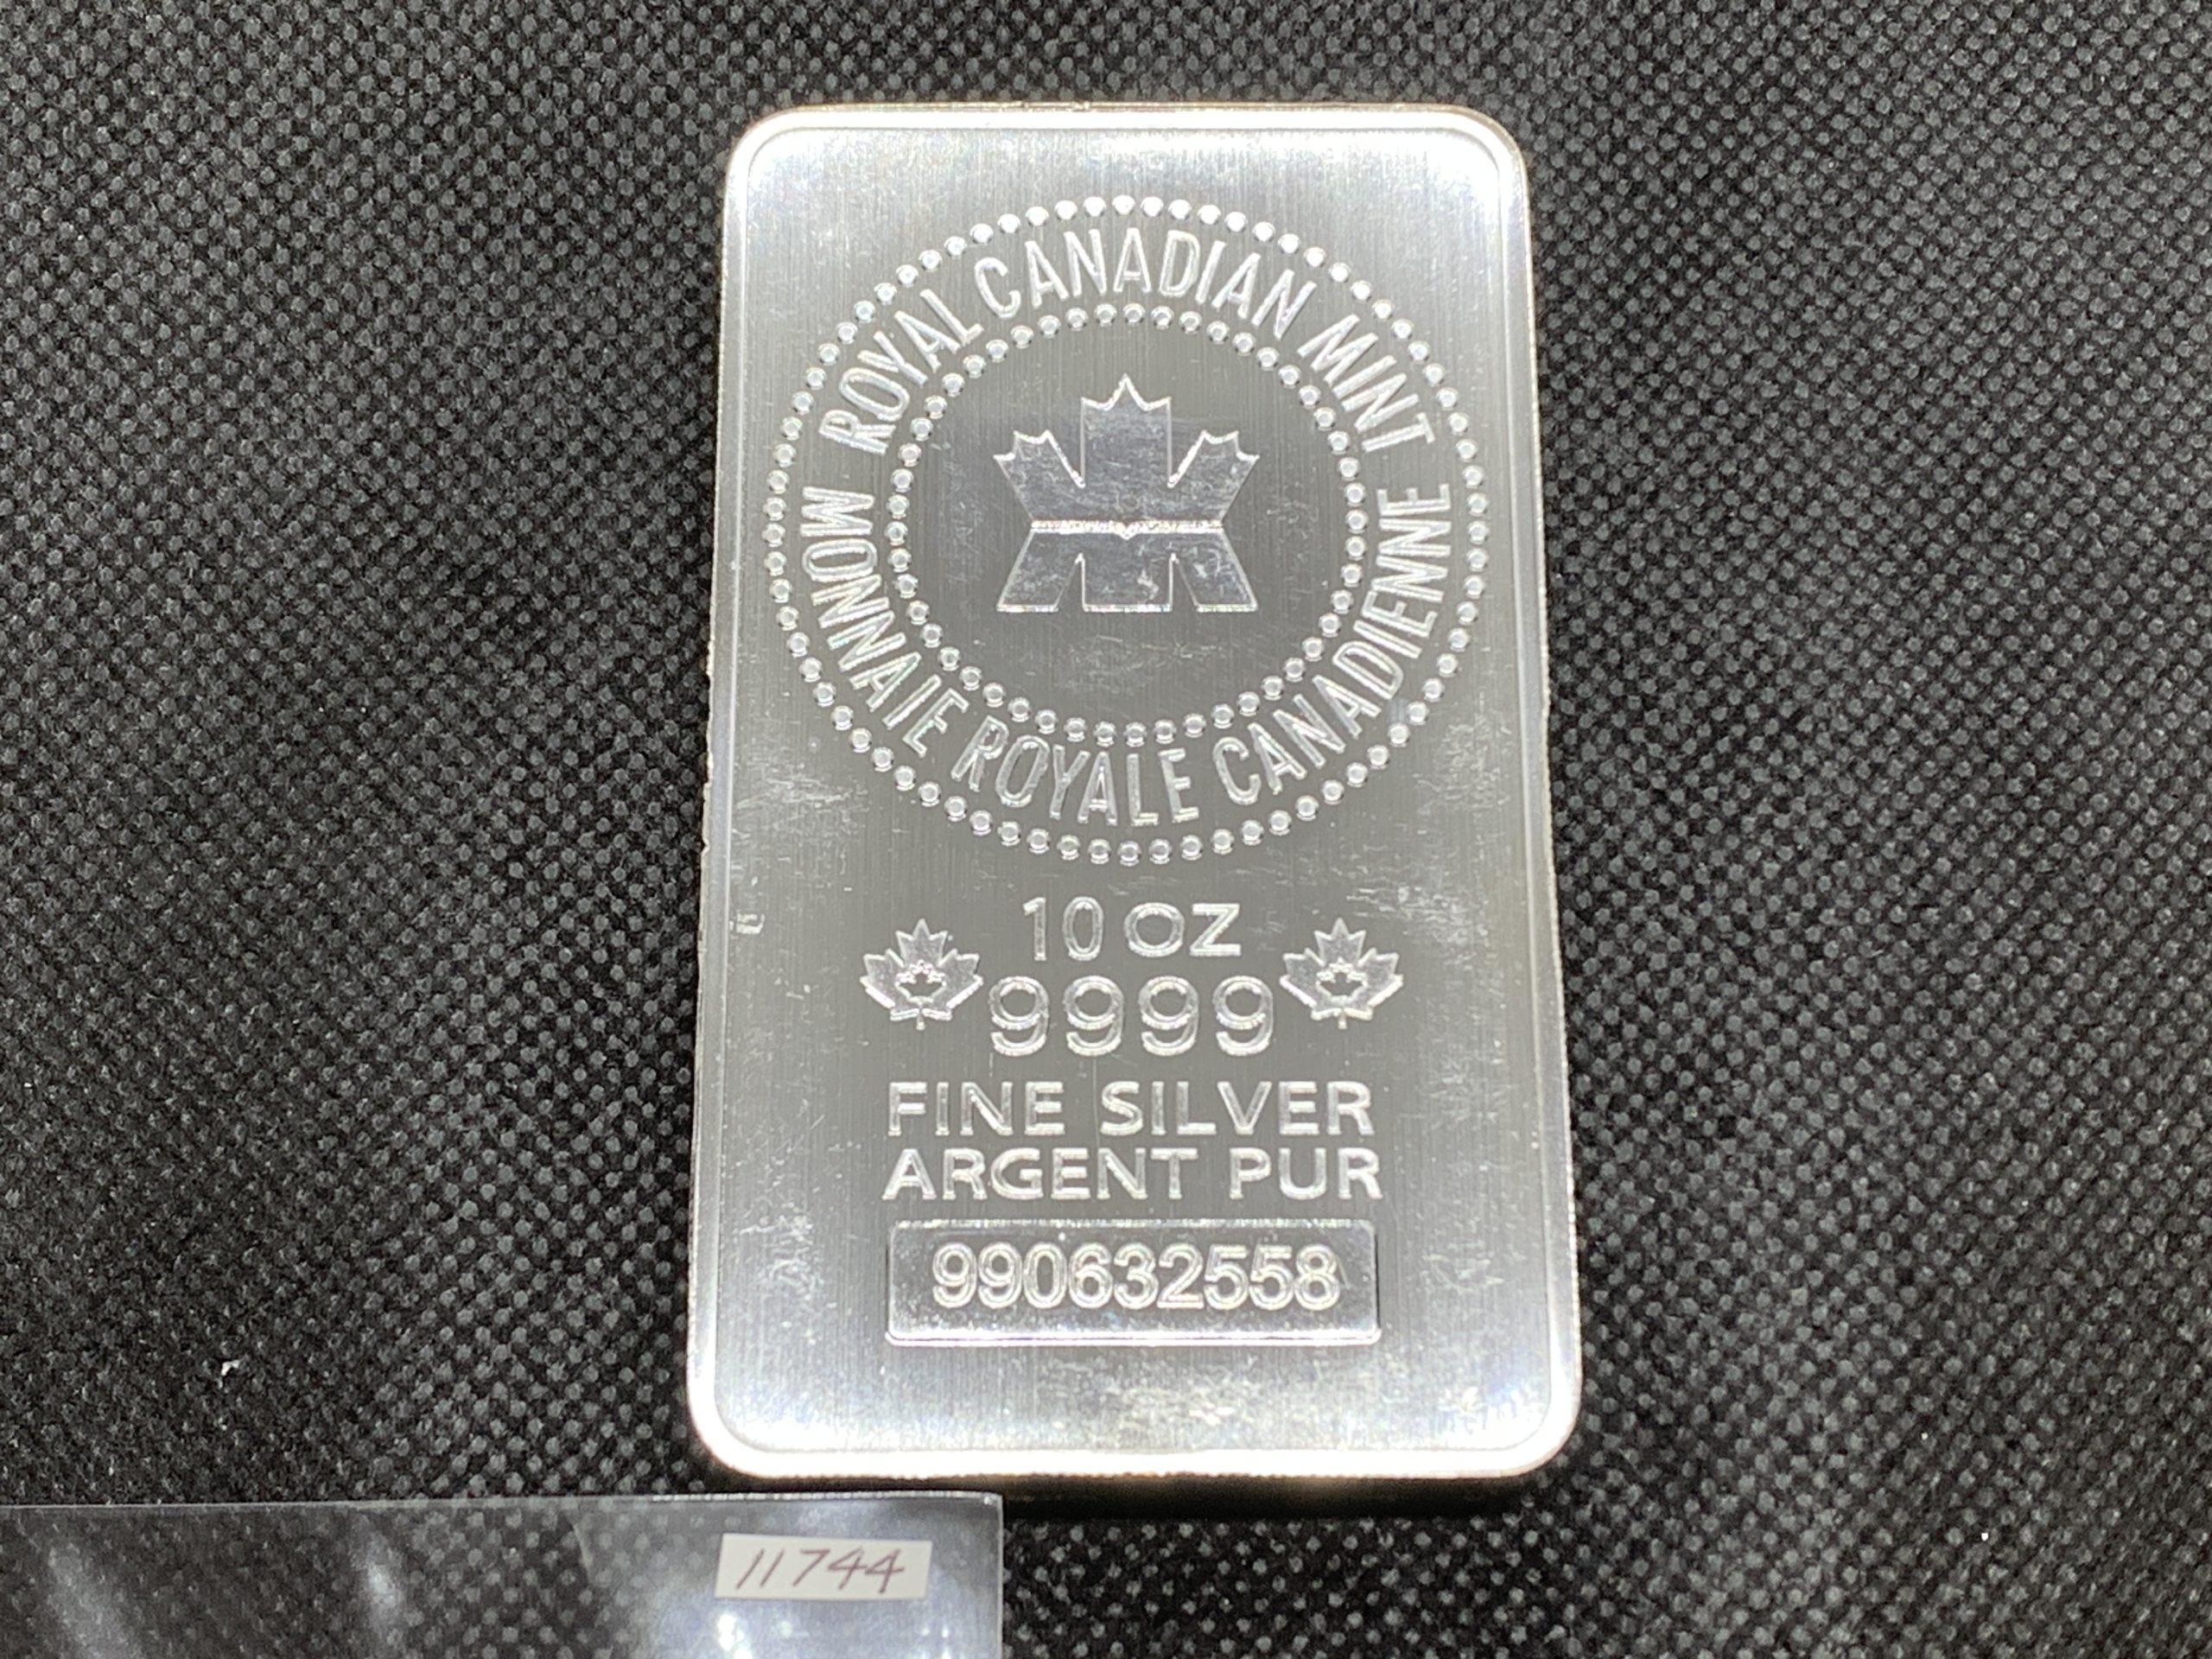 ROYAL CANADIAN MINT
MONNAIE ROYALE CANADIENNE
10 OZ
9999
FINE SILVER
ARGENT PUR
990632558
11744